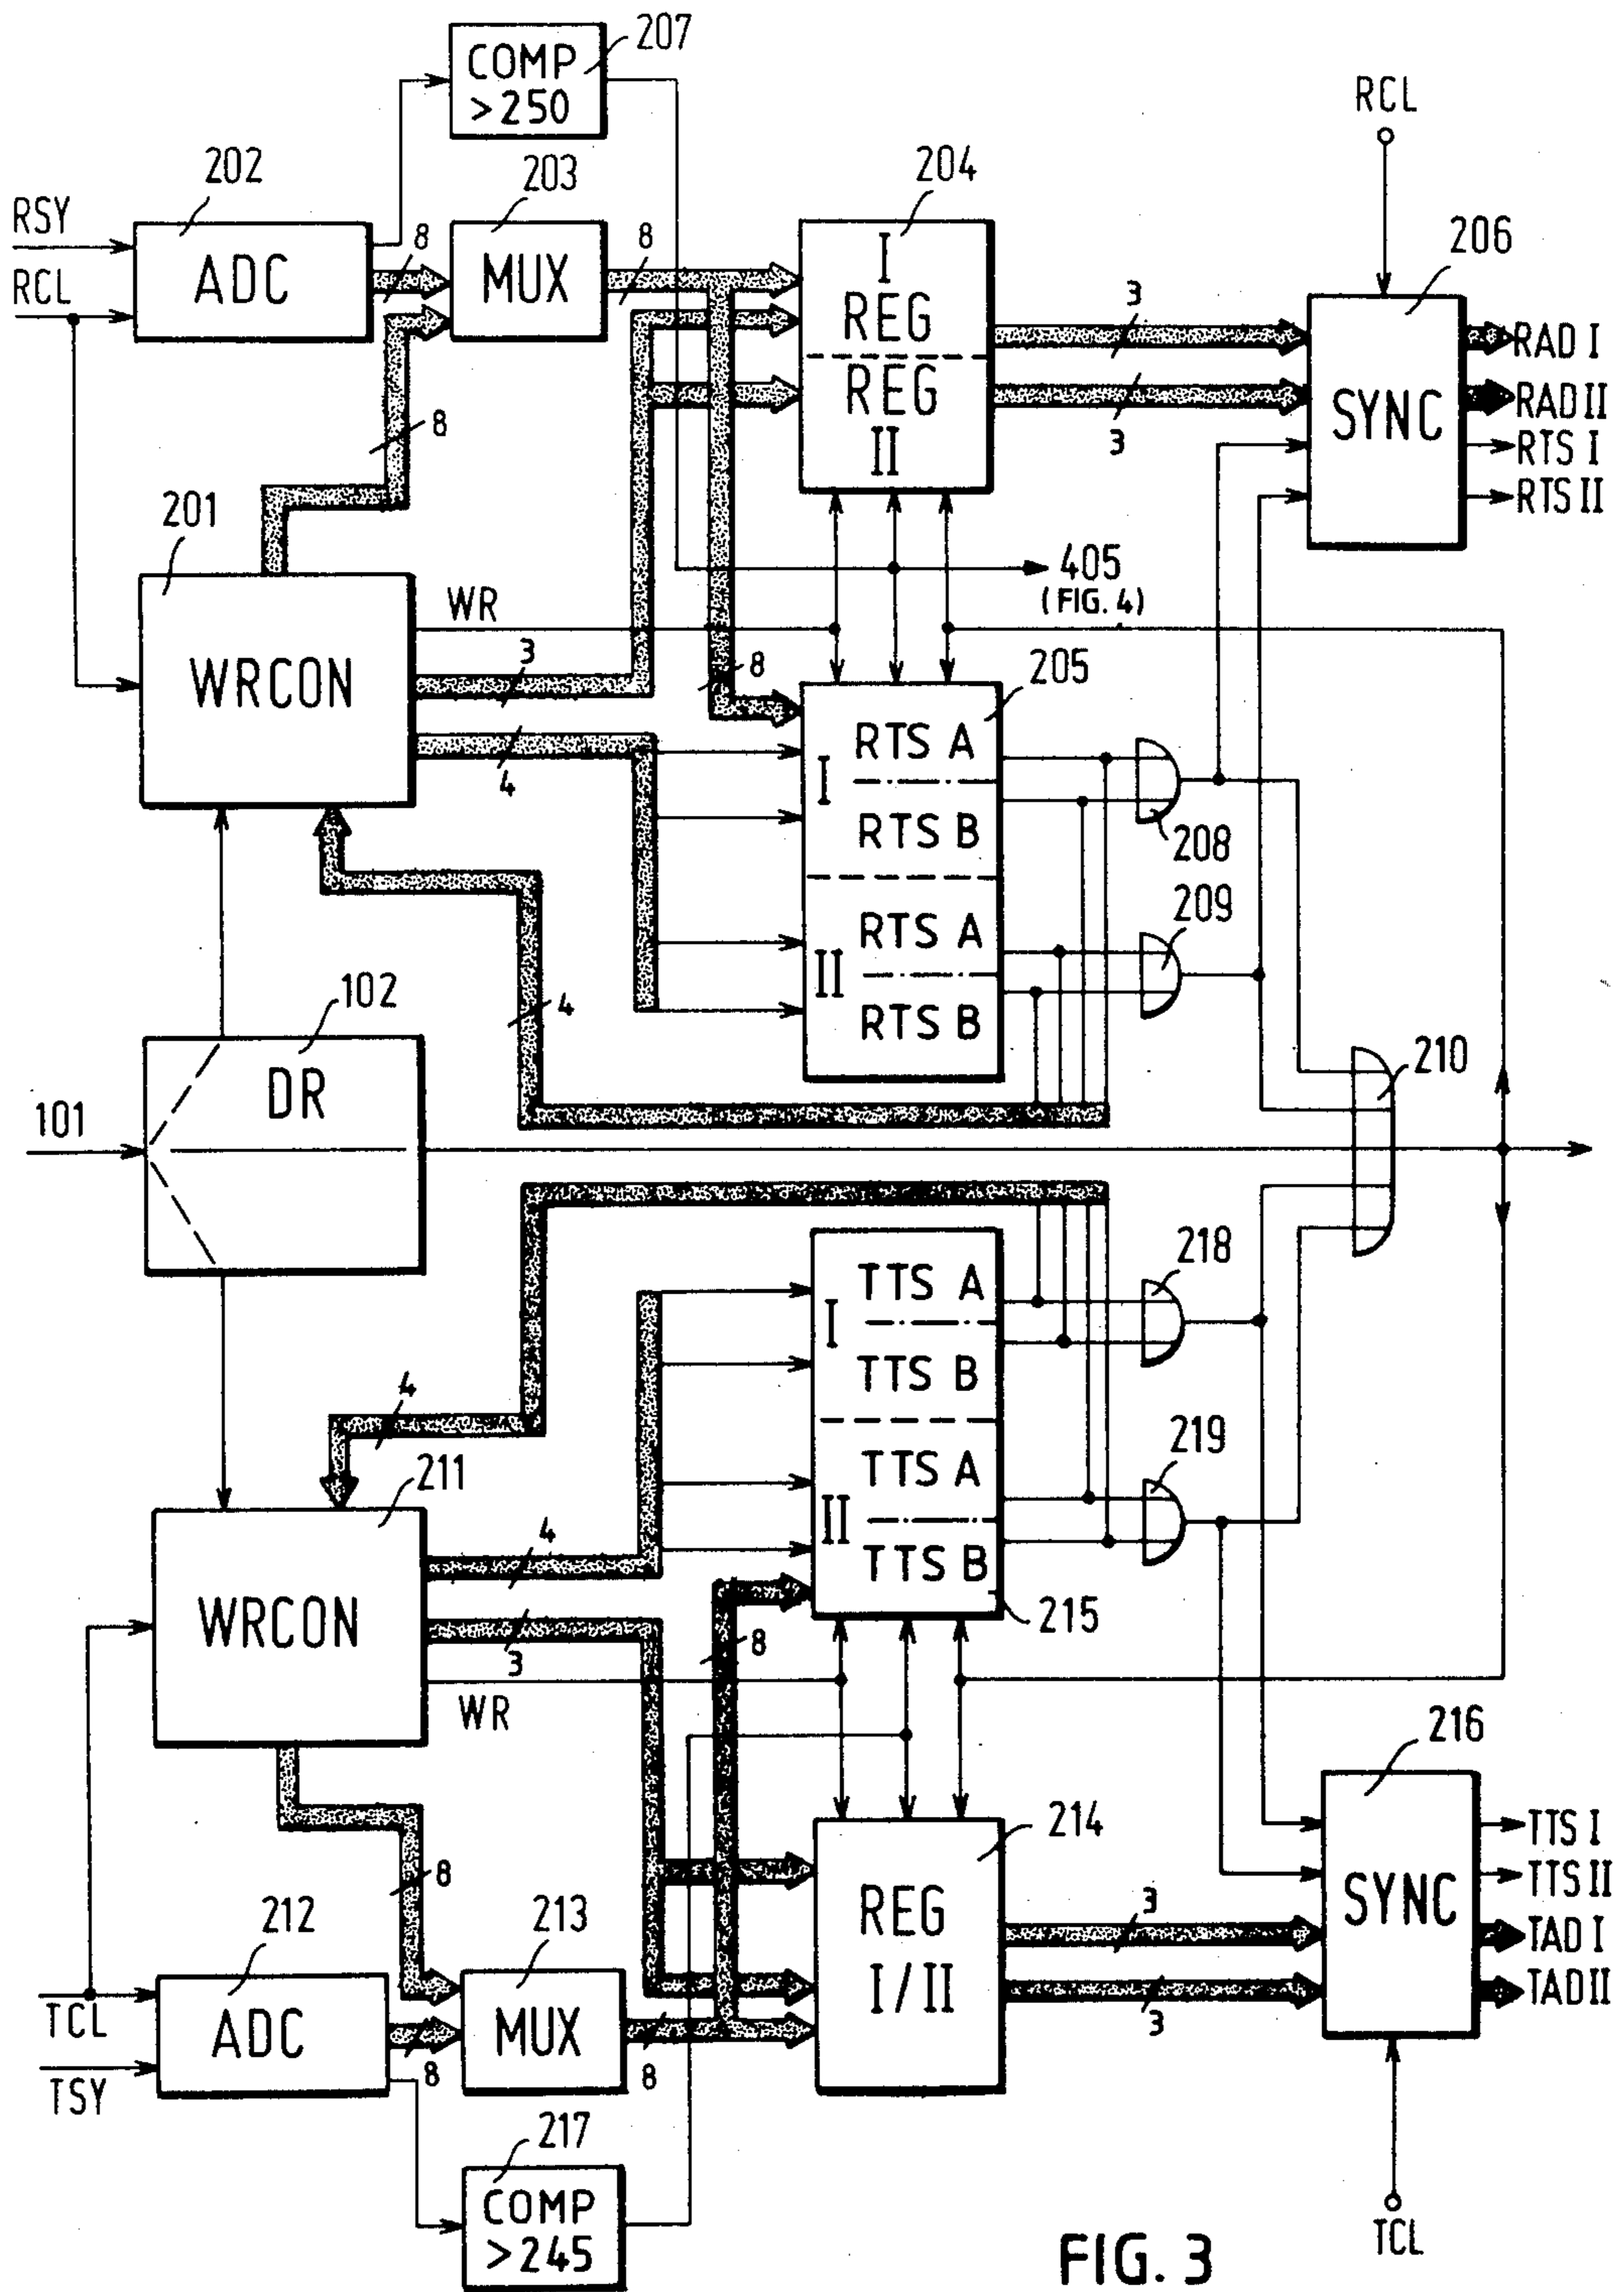 207
COMP
>250
RCL
202
203
204
RSY
ADC
8
MUX
8
I
REG
REG
II
206
RCL
3
3
SYNC
RAD I
RAD II
RTS I
RTS II
8
201
WRCON
WR
3
4
405
(FIG. 4)
8
205
I
RTS A
RTS B
II
RTS A
RTS B
208
209
4
102
DR
101
210
I
TTS A
TTS B
II
TTS A
TTS B
218
219
4
211
WRCON
4
3
WR
8
215
216
214
REG
I/II
3
3
SYNC
TTS I
TTS II
TAD I
TAD II
8
212
213
TCL
ADC
8
MUX
8
TSY
217
COMP
>245
TCL
FIG. 3